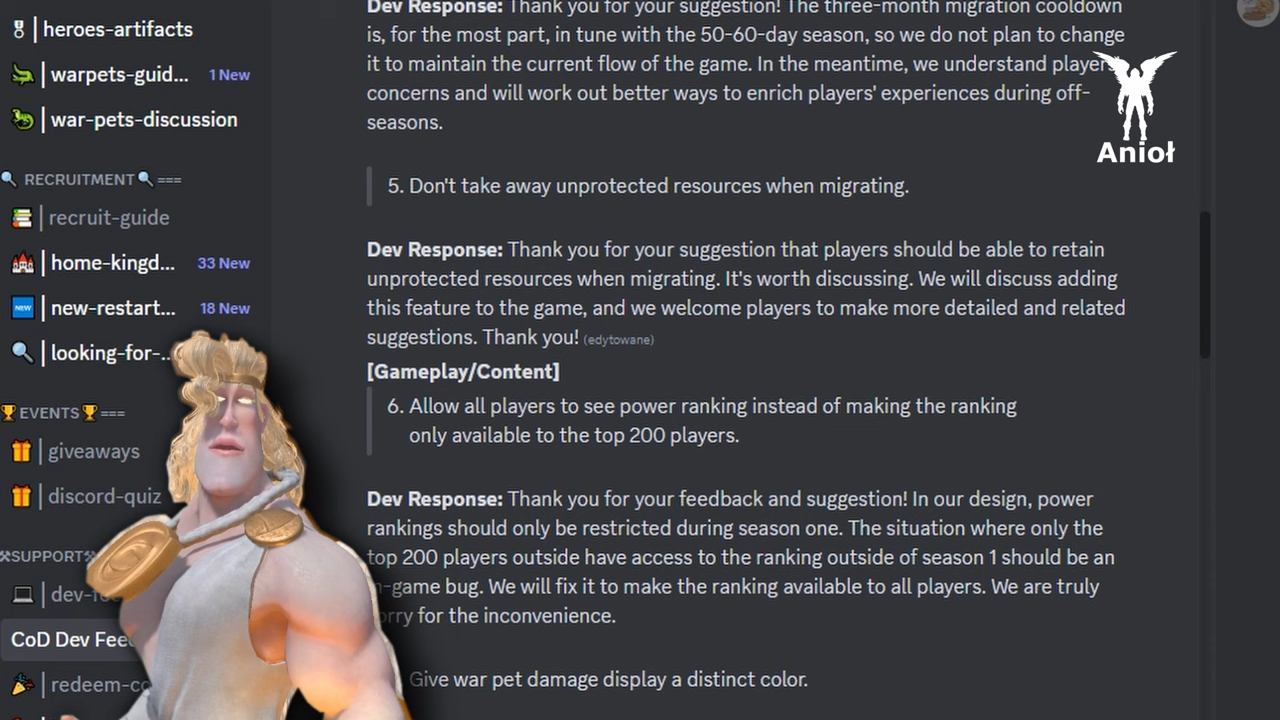 heroes-artifacts
warpets-guid... 1 New
war-pets-discussion
RECRUITMENT ===
recruit-guide
home-kingd... 33 New
NEW new-restart... 18 New
looking-for-...
EVENTS ===
giveaways
discord-quiz
SUPPORT
CoD Dev
Dev Response: Thank you for your suggestion! The three-month migration cooldown
is, for the most part, in tune with the 50-60-day season, so we do not plan to change
it to maintain the current flow of the game. In the meantime, we understand players
concerns and will work out better ways to enrich players' experiences during off-
seasons.
5. Don't take away unprotected resources when migrating.
Dev Response: Thank you for your suggestion that players should be able to retain
unprotected resources when migrating. It's worth discussing. We will discuss adding
this feature to the game, and we welcome players to make more detailed and related
suggestions. Thank you! (edytowane)
[Gameplay/Content]
6. Allow all players to see power ranking instead of making the ranking
only available to the top 200 players.
Dev Response: Thank you for your feedback and suggestion! In our design, power
rankings should only be restricted during season one. The situation where only the
top 200 players outside have access to the ranking outside of season 1 should be an
-game bug. We will fix it to make the ranking available to all players. We are truly
orry for the inconvenience.
Give war pet damage display a distinct color.
Anioł